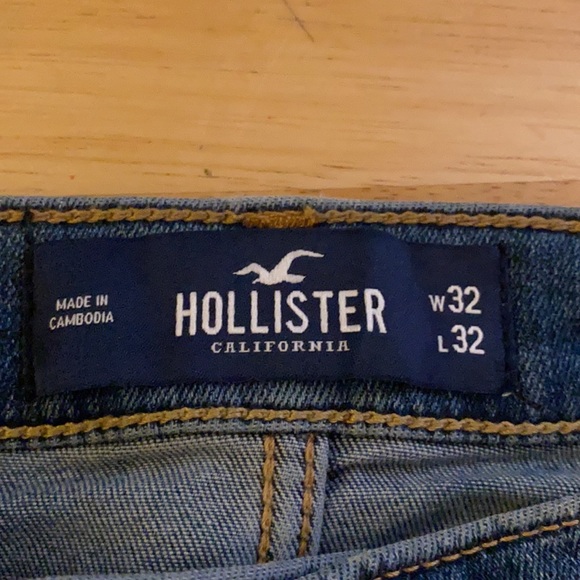 MADE IN
CAMBODIA
HOLLISTER
CALIFORNIA
W32
L32